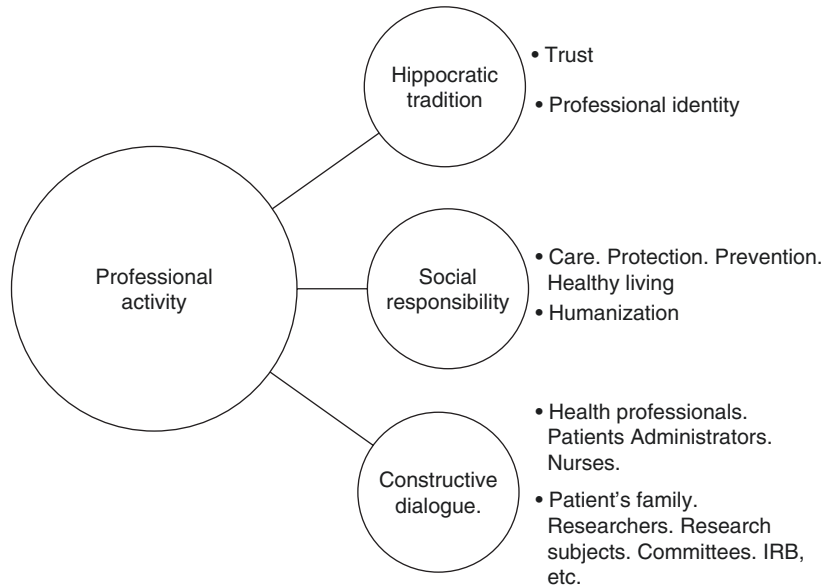 Professional
activity
Hippocratic
tradition
• Trust
• Professional identity
Social
responsibility
• Care. Protection. Prevention.
Healthy living
• Humanization
Constructive
dialogue.
• Health professionals.
Patients Administrators.
Nurses.
• Patient's family.
Researchers. Research
subjects. Committees. IRB,
etc.